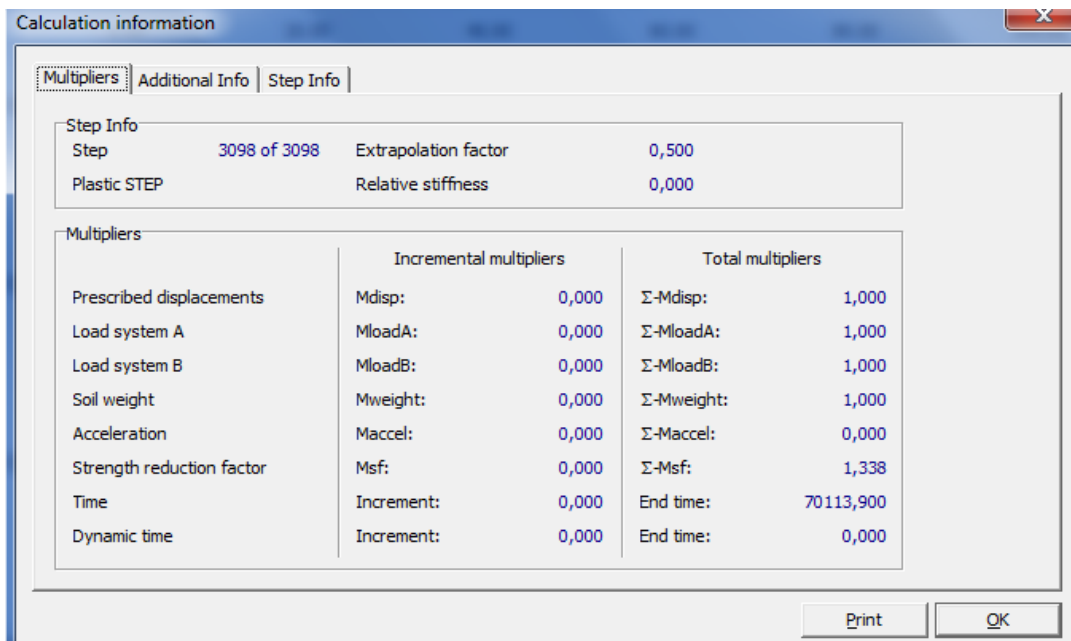 Calculation information
Multipliers Additional Info Step Info
Step Info
Step 3098 of 3098 Extrapolation factor 0,500
Plastic STEP Relative stiffness 0,000
Multipliers
Incremental multipliers Total multipliers
Prescribed displacements Mdisp: 0,000 Σ-Mdisp: 1,000
Load system A MloadA: 0,000 Σ-MloadA: 1,000
Load system B MloadB: 0,000 Σ-MloadB: 1,000
Soil weight Mweight: 0,000 Σ-Mweight: 1,000
Acceleration Maccel: 0,000 Σ-Maccel: 0,000
Strength reduction factor Msf: 0,000 Σ-Msf: 1,338
Time Increment: 0,000 End time: 70113,900
Dynamic time Increment: 0,000 End time: 0,000
Print OK